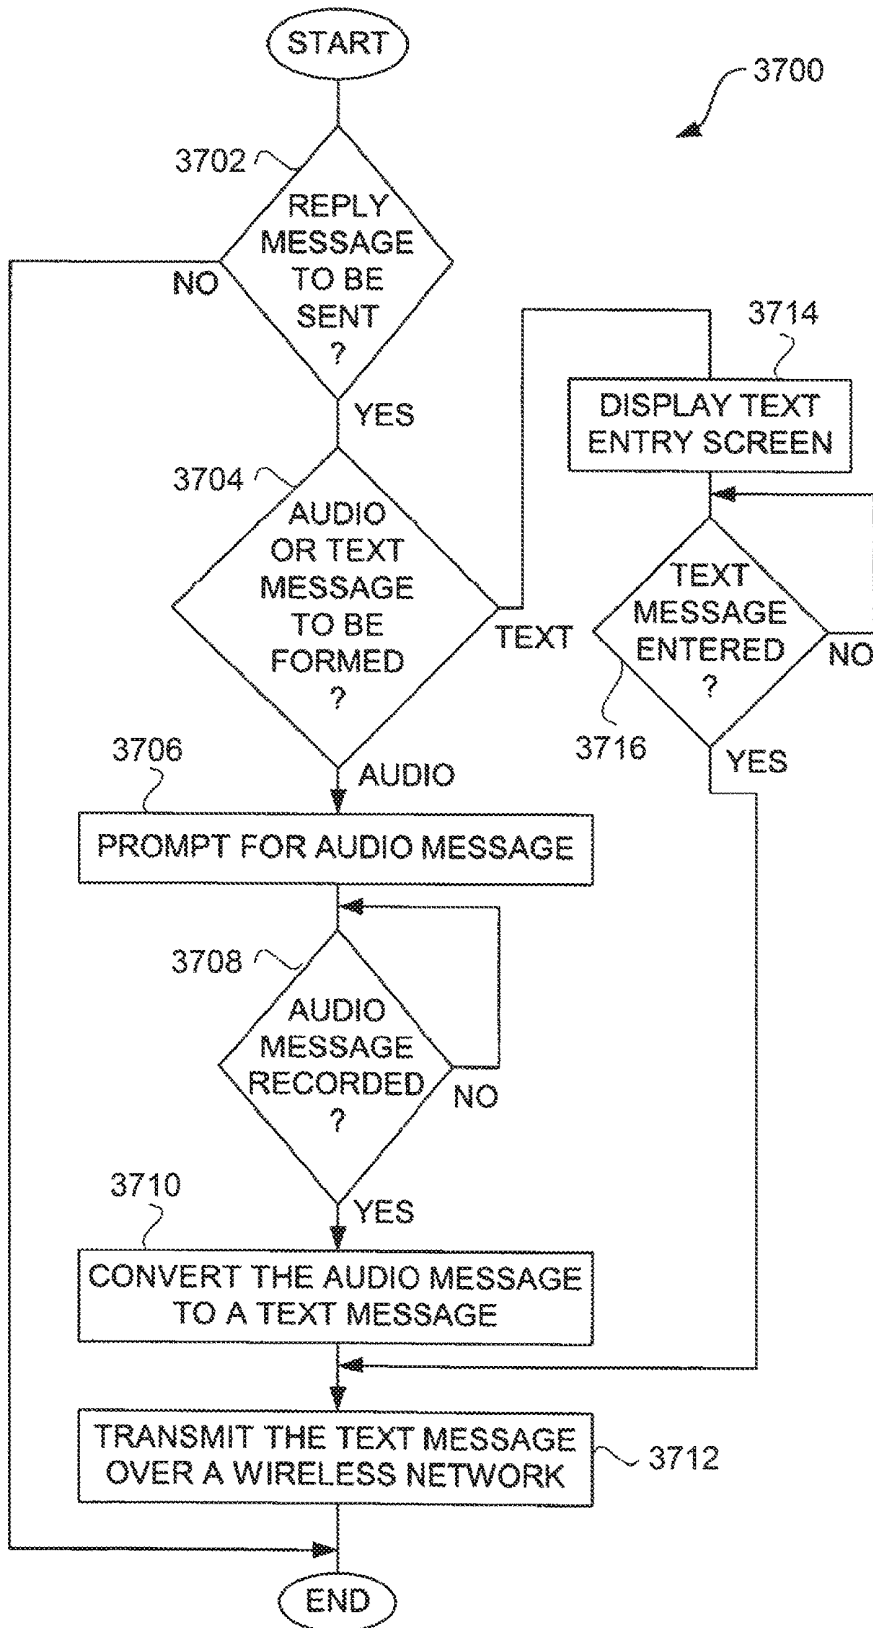 START
3700
3702
REPLY
MESSAGE
TO BE
SENT
?
NO
YES
3714
DISPLAY TEXT
ENTRY SCREEN
3704
AUDIO
OR TEXT
MESSAGE
TO BE
FORMED
?
TEXT
TEXT
MESSAGE
ENTERED
?
NO
3716
YES
AUDIO
3706
PROMPT FOR AUDIO MESSAGE
3708
AUDIO
MESSAGE
RECORDED
?
NO
YES
3710
CONVERT THE AUDIO MESSAGE
TO A TEXT MESSAGE
TRANSMIT THE TEXT MESSAGE
OVER A WIRELESS NETWORK
3712
END